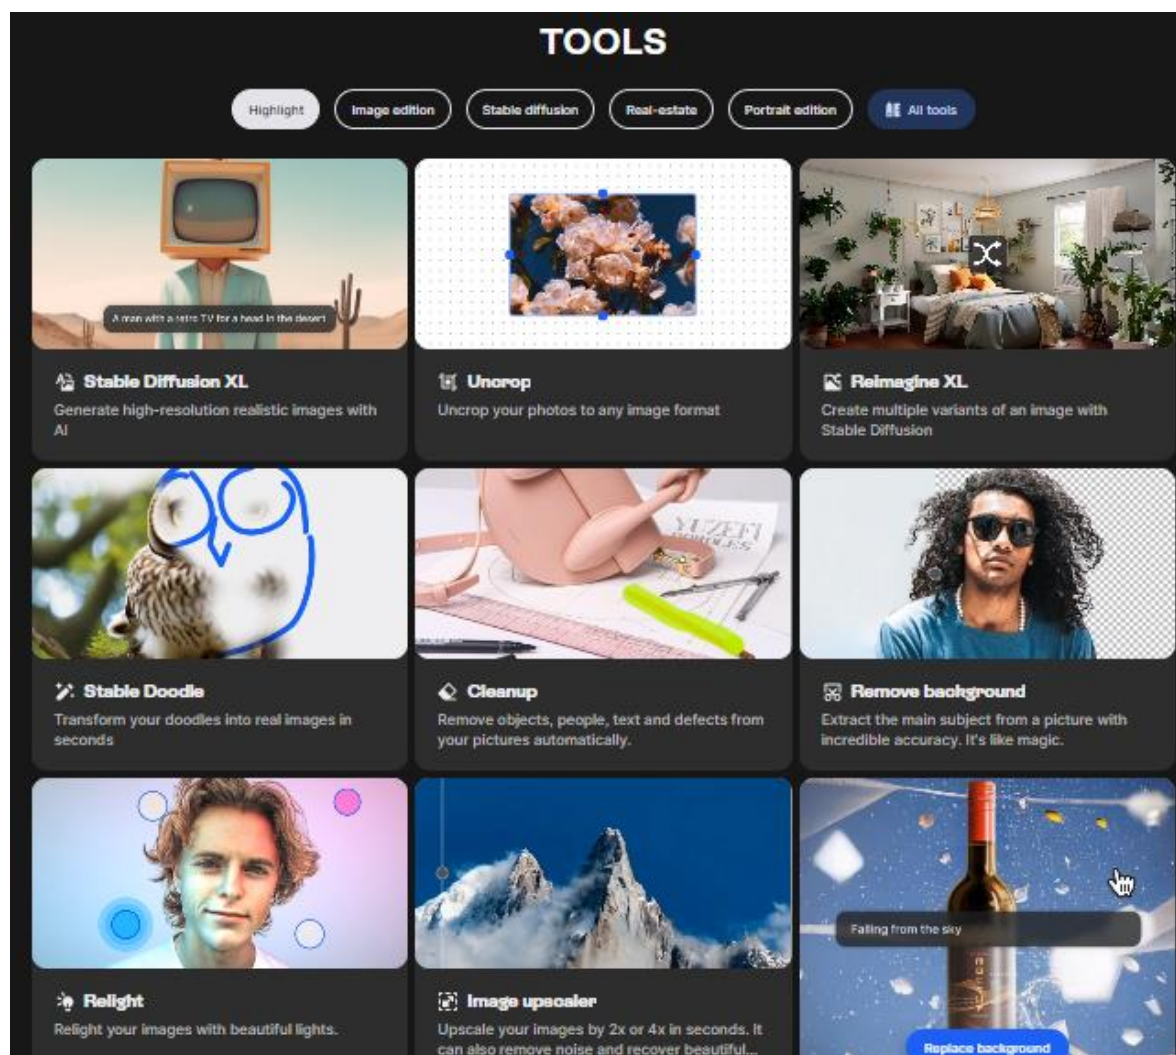 TOOLS
Highlight
Image edition
Stable diffusion
Real-estate
Portrait edition
All tools
A man with a retro TV for a head in the desert
Stable Diffusion XL
Generate high-resolution realistic images with
AI
Uncrop
Uncrop your photos to any image format
Reimagine XL
Create multiple variants of an image with
Stable Diffusion
YUZEFI
Stable Doodle
Transform your doodles into real images in
seconds
Cleanup
Remove objects, people, text and defects from
your pictures automatically.
Remove background
Extract the main subject from a picture with
incredible accuracy. It's like magic.
Falling from the sky
Relight
Relight your images with beautiful lights.
Image upscaler
Upscale your images by 2x or 4x in seconds. It
can also remove noise and recover beautiful...
Replace background